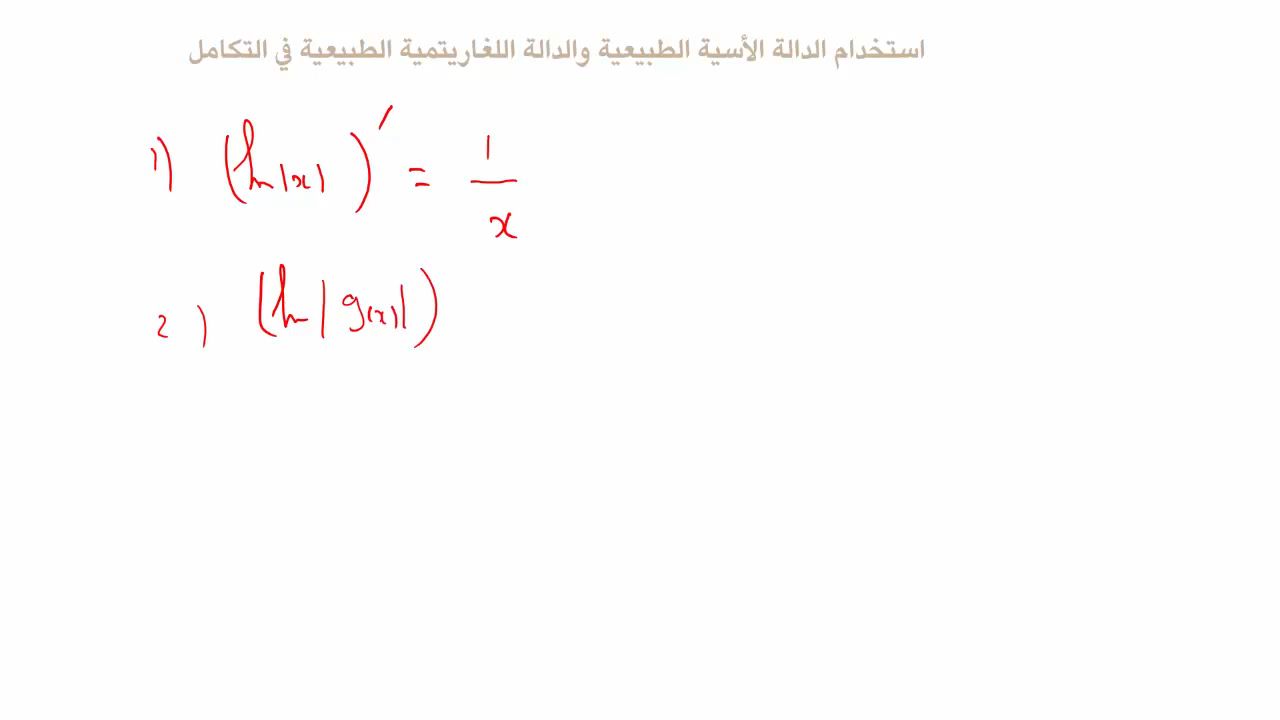 استخدام الدالة الأسية الطبيعية والدالة اللغاريتمية الطبيعية في التكامل
1) (ln|x|)′ = 1/x
2) (ln|g(x)|)